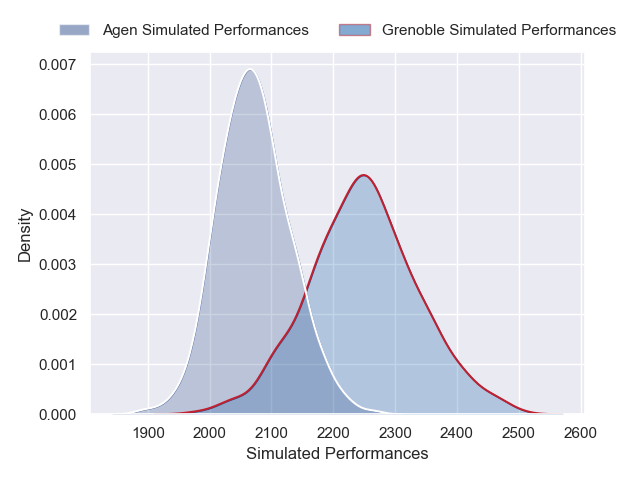 Agen Simulated Performances Grenoble Simulated Performances
0.007
0.006
0.005
0.004
0.003
0.002
0.001
0.000
Density
1900 2000 2100 2200 2300 2400 2500 2600
Simulated Performances